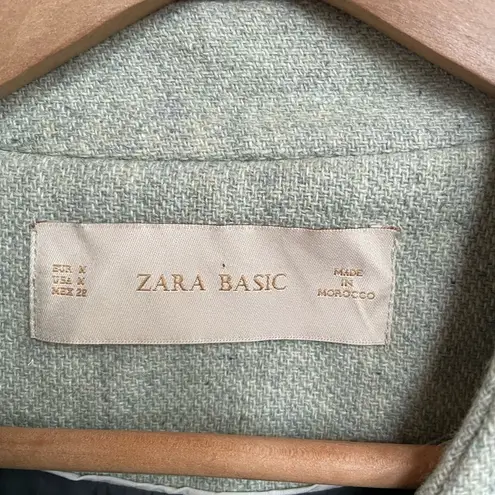 EUR M
USA M
MEX 28
ZARA BASIC
MADE
IN
MOROCCO